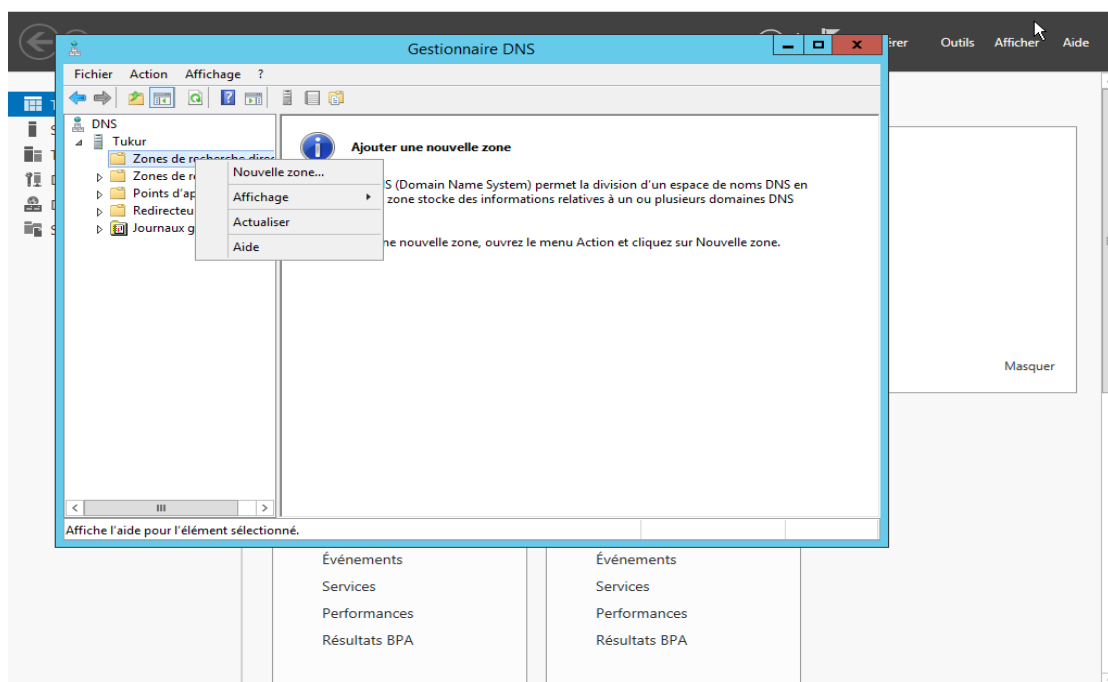 Gestionnaire DNS
érer Outils Afficher Aide
Fichier Action Affichage ?
DNS
Tukur
Zones de recherche direc
Zones de r
Points d'ap
Redirecteu
Journaux g
Nouvelle zone...
Affichage
Actualiser
Aide
Ajouter une nouvelle zone
S (Domain Name System) permet la division d'un espace de noms DNS en
zone stocke des informations relatives à un ou plusieurs domaines DNS
ne nouvelle zone, ouvrez le menu Action et cliquez sur Nouvelle zone.
Masquer
Affiche l'aide pour l'élément sélectionné.
Événements
Services
Performances
Résultats BPA
Événements
Services
Performances
Résultats BPA